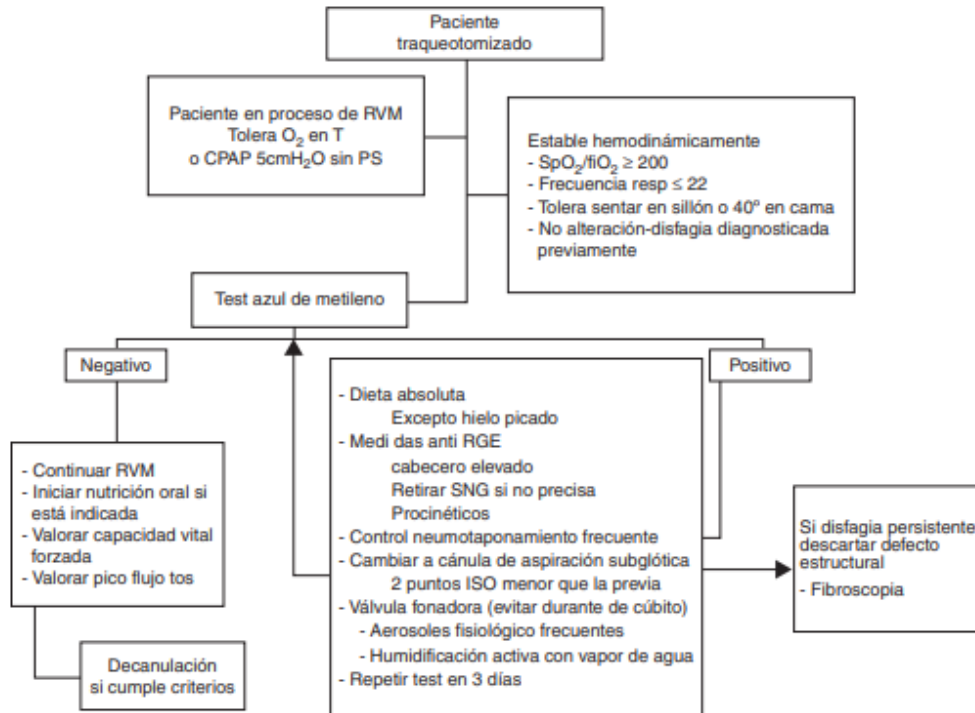 Paciente
traqueotomizado
Paciente en proceso de RVM
Tolera O₂ en T
o CPAP 5cmH₂O sin PS
Estable hemodinámicamente
- SpO₂/fiO₂ ≥ 200
- Frecuencia resp ≤ 22
- Tolera sentar en sillón o 40º en cama
- No alteración-disfagia diagnosticada
previamente
Test azul de metileno
Negativo
Positivo
- Continuar RVM
- Iniciar nutrición oral si
está indicada
- Valorar capacidad vital
forzada
- Valorar pico flujo tos
Decanulación
si cumple criterios
- Dieta absoluta
Excepto hielo picado
- Medi das anti RGE
cabecero elevado
Retirar SNG si no precisa
Procinéticos
- Control neumotaponamiento frecuente
- Cambiar a cánula de aspiración subglótica
2 puntos ISO menor que la previa
- Válvula fonadora (evitar durante de cúbito)
- Aerosoles fisiológico frecuentes
- Humidificación activa con vapor de agua
- Repetir test en 3 días
Si disfagia persistente
descartar defecto
estructural
- Fibroscopia